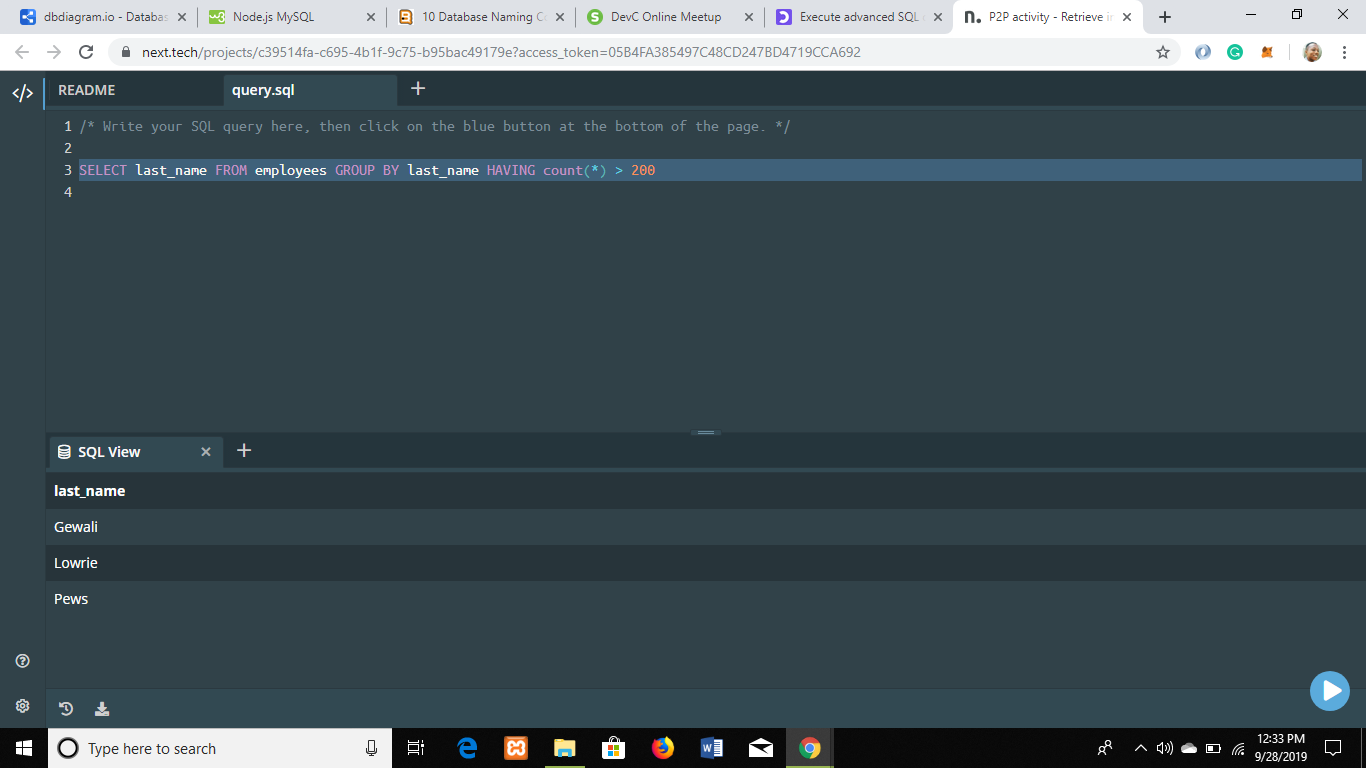 dbdiagram.io - Databas
Node.js MySQL
10 Database Naming C
DevC Online Meetup
Execute advanced SQL
P2P activity - Retrieve in
next.tech/projects/c39514fa-c695-4b1f-9c75-b95bac49179e?access_token=05B4FA385497C48CD247BD4719CCA692
README
query.sql
1 /* Write your SQL query here, then click on the blue button at the bottom of the page. */
2
3 SELECT last_name FROM employees GROUP BY last_name HAVING count(*) > 200
4
SQL View
last_name
Gewali
Lowrie
Pews
Type here to search
12:33 PM
9/28/2019